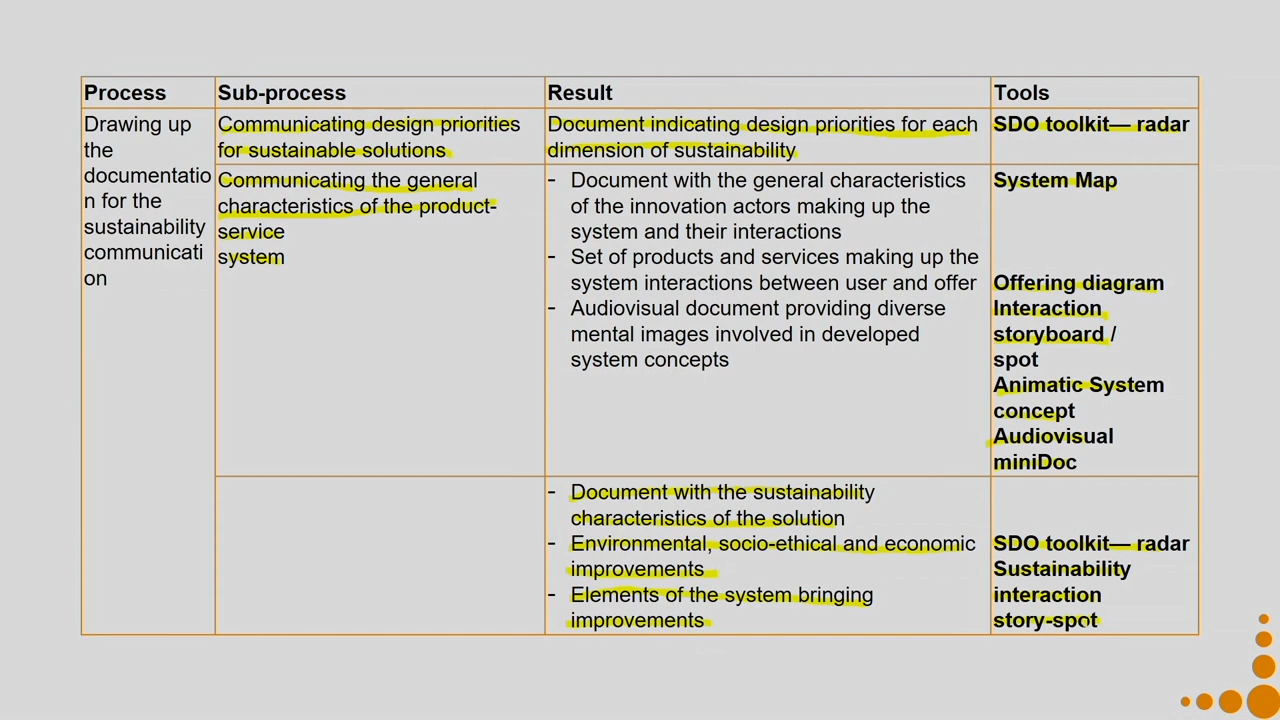 Process
Sub-process
Result
Tools
Drawing up
the
documentatio
n for the
sustainability
communicati
on
Communicating design priorities
for sustainable solutions
Document indicating design priorities for each
dimension of sustainability
SDO toolkit— radar
Communicating the general
characteristics of the product-
service
system
- Document with the general characteristics
of the innovation actors making up the
system and their interactions
- Set of products and services making up the
system interactions between user and offer
- Audiovisual document providing diverse
mental images involved in developed
system concepts
System Map
Offering diagram
Interaction
storyboard /
spot
Animatic System
concept
Audiovisual
miniDoc
- Document with the sustainability
characteristics of the solution
- Environmental, socio-ethical and economic
improvements
- Elements of the system bringing
improvements
SDO toolkit— radar
Sustainability
interaction
story-spot